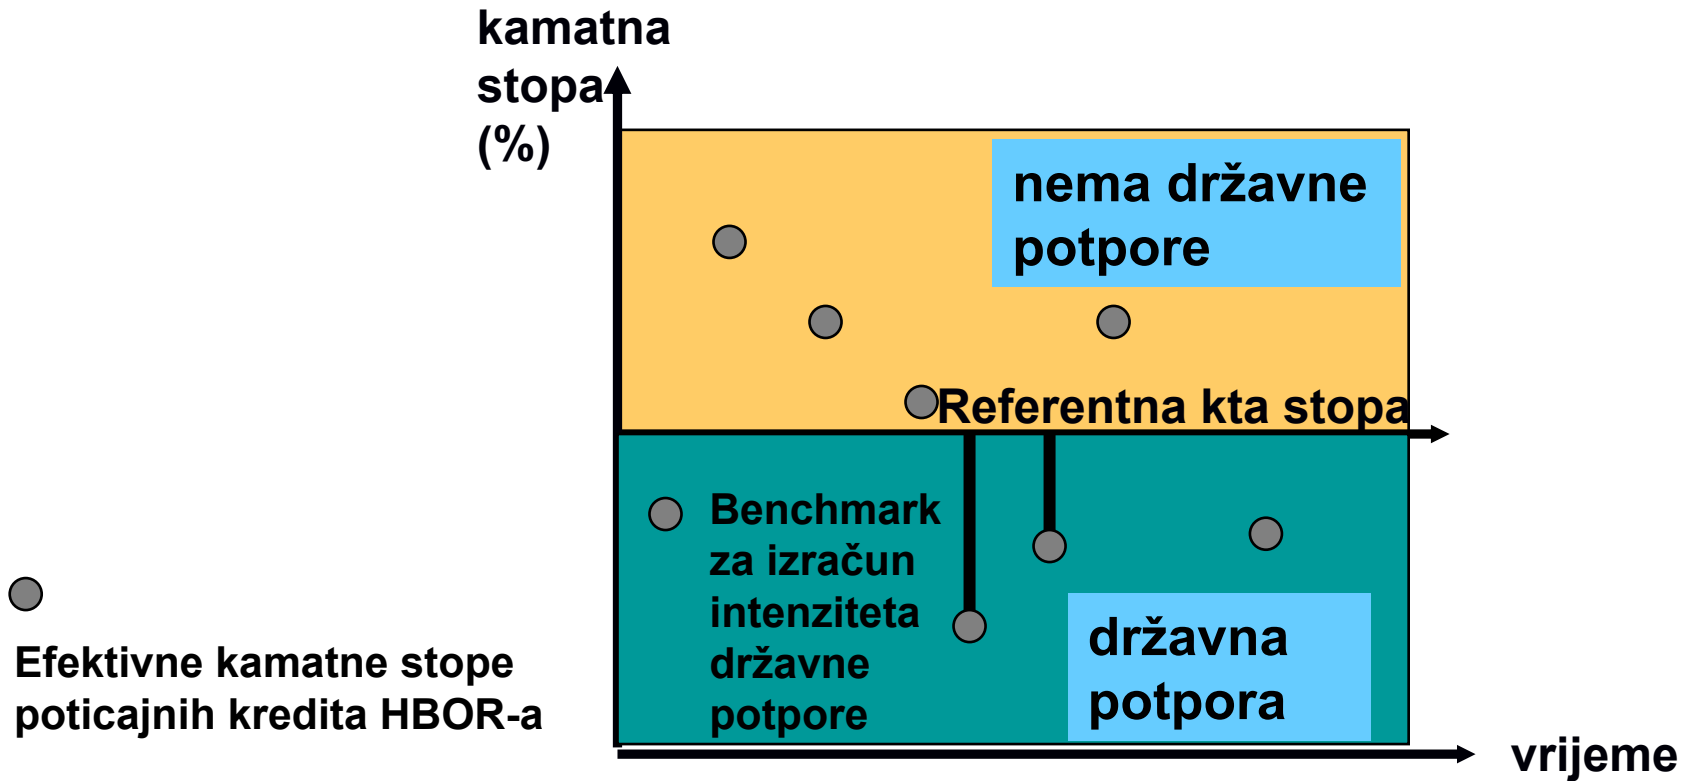 kamatna
stopa
(%)
nema državne
potpore
Referentna kta stopa
Benchmark
za izračun
intenziteta
državne
potpore
državna
potpora
Efektivne kamatne stope
poticajnih kredita HBOR-a
vrijeme